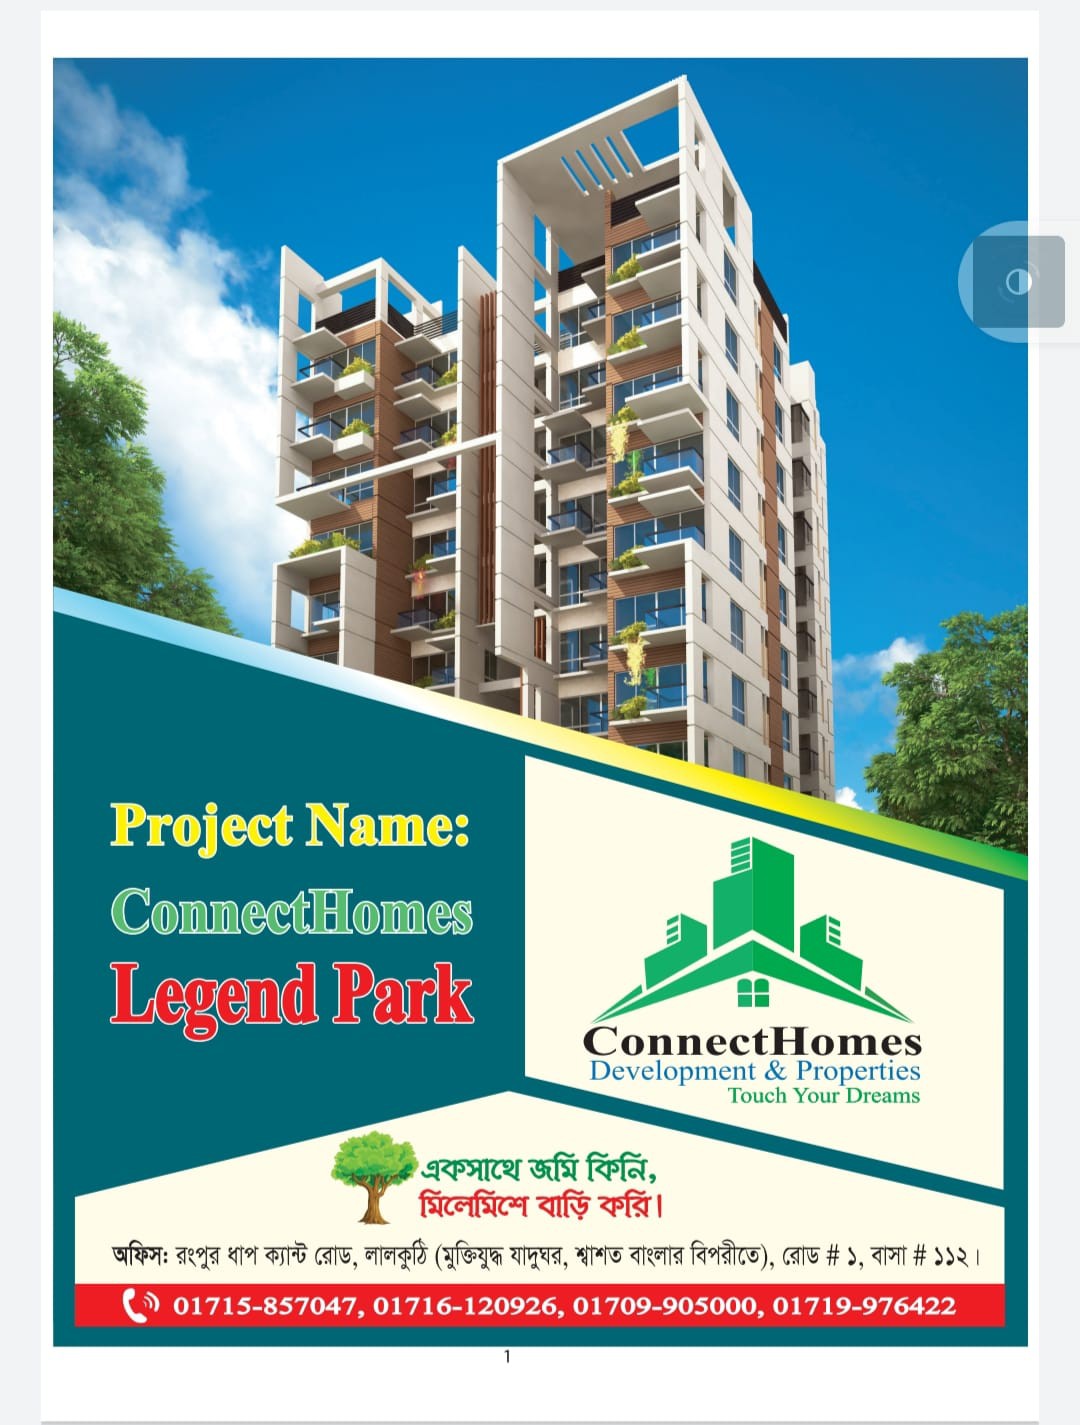 Project Name:
ConnectHomes
Legend Park
ConnectHomes
Development & Properties
Touch Your Dreams
একসাথে জমি কিনি,
মিলেমিশে বাড়ি করি।
অফিস: রংপুর ধাপ ক্যান্ট রোড, লালকুঠি (মুক্তিযুদ্ধ যাদুঘর, শ্বাশত বাংলার বিপরীতে), রোড # ১, বাসা # ১১২।
01715-857047, 01716-120926, 01709-905000, 01719-976422
1